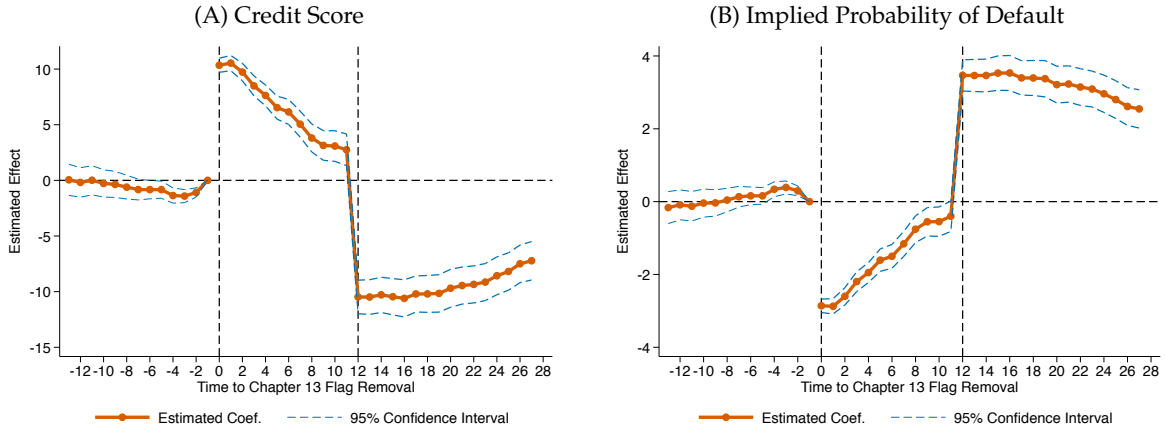 (A) Credit Score
10
5
0
-5
-10
-15
Estimated Effect
-12 -10 -8 -6 -4 -2 0 2 4 6 8 10 12 14 16 18 20 22 24 26 28
Time to Chapter 13 Flag Removal
Estimated Coef. 95% Confidence Interval
(B) Implied Probability of Default
4
2
0
-2
-4
Estimated Effect
-12 -10 -8 -6 -4 -2 0 2 4 6 8 10 12 14 16 18 20 22 24 26 28
Time to Chapter 13 Flag Removal
Estimated Coef. 95% Confidence Interval